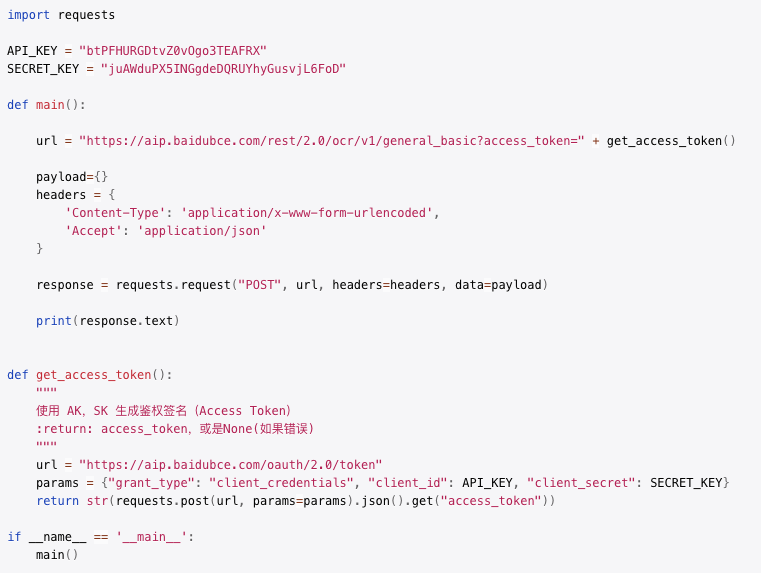 import requests
API_KEY = "btPFHURGDtvZ0vOgo3TEAFRX"
SECRET_KEY = "juAWduPX5INGgdeDQRUYhyGusvjL6FoD"
def main():
    url = "https://aip.baidubce.com/rest/2.0/ocr/v1/general_basic?access_token=" + get_access_token()
    payload={}
    headers = {
        'Content-Type': 'application/x-www-form-urlencoded',
        'Accept': 'application/json'
    }
    response = requests.request("POST", url, headers=headers, data=payload)
    print(response.text)
def get_access_token():
    """
    使用 AK，SK 生成鉴权签名（Access Token）
    :return: access_token，或是None(如果错误)
    """
    url = "https://aip.baidubce.com/oauth/2.0/token"
    params = {"grant_type": "client_credentials", "client_id": API_KEY, "client_secret": SECRET_KEY}
    return str(requests.post(url, params=params).json().get("access_token"))
if __name__ == '__main__':
    main()